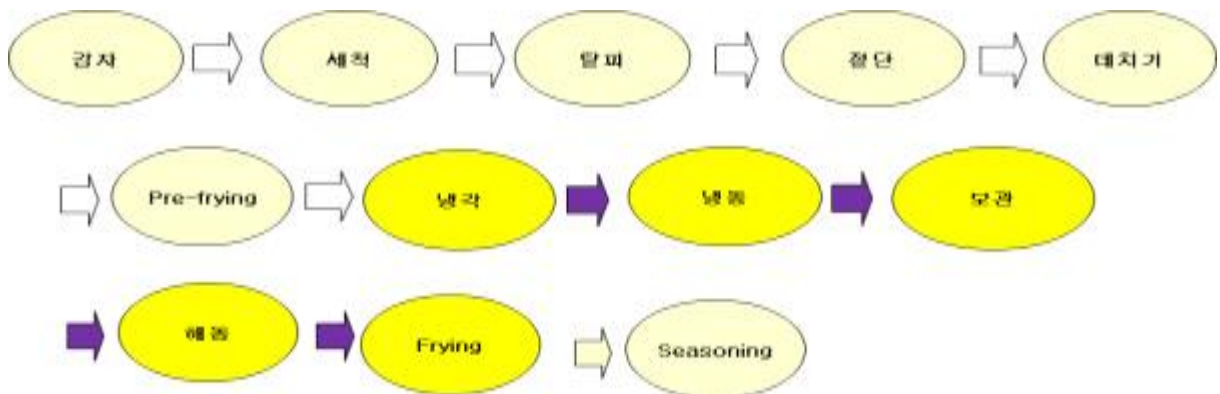 감자 세척 탈피 절단 데치기
Pre-frying 냉각 냉동 보관
해동 Frying Seasoning